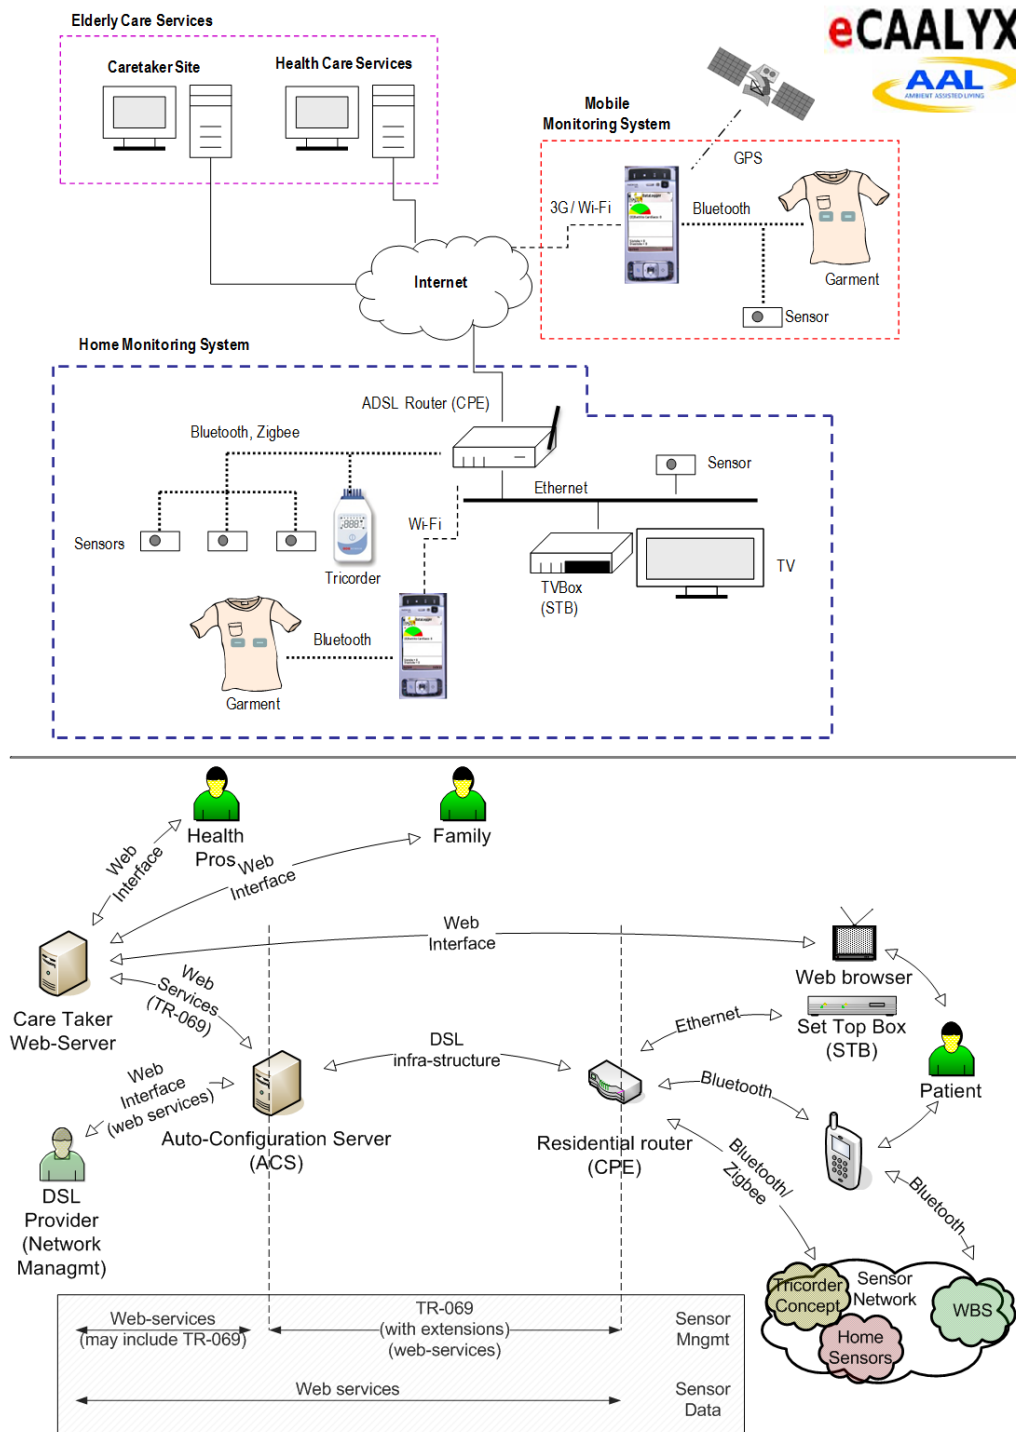 Elderly Care Services
eCAALYX
Caretaker Site
Health Care Services
AAL
AMBIENT ASSISTED LIVING
Mobile
Monitoring System
GPS
3G / Wi-Fi
Bluetooth
Internet
Garment
Sensor
Home Monitoring System
ADSL Router (CPE)
Bluetooth, Zigbee
Sensor
Ethernet
Wi-Fi
Sensors
Tricorder
TVBox
(STB)
TV
Bluetooth
Garment
Health
Pros
Family
Web
Interface
Web
Interface
Web
Interface
Web browser
Web
Services
(TR-069)
Care Taker
Web-Server
Ethernet
Set Top Box
(STB)
DSL
infra-structure
Patient
Web
Interface
(web services)
Bluetooth
Auto-Configuration Server
(ACS)
Residential router
(CPE)
Bluetooth/
Zigbee
Bluetooth
DSL
Provider
(Network
Managmt)
Tricorder
Concept
Sensor
Network
WBS
Home
Sensors
Web-services
(may include TR-069)
TR-069
(with extensions)
(web-services)
Sensor
Mngmt
Web services
Sensor
Data